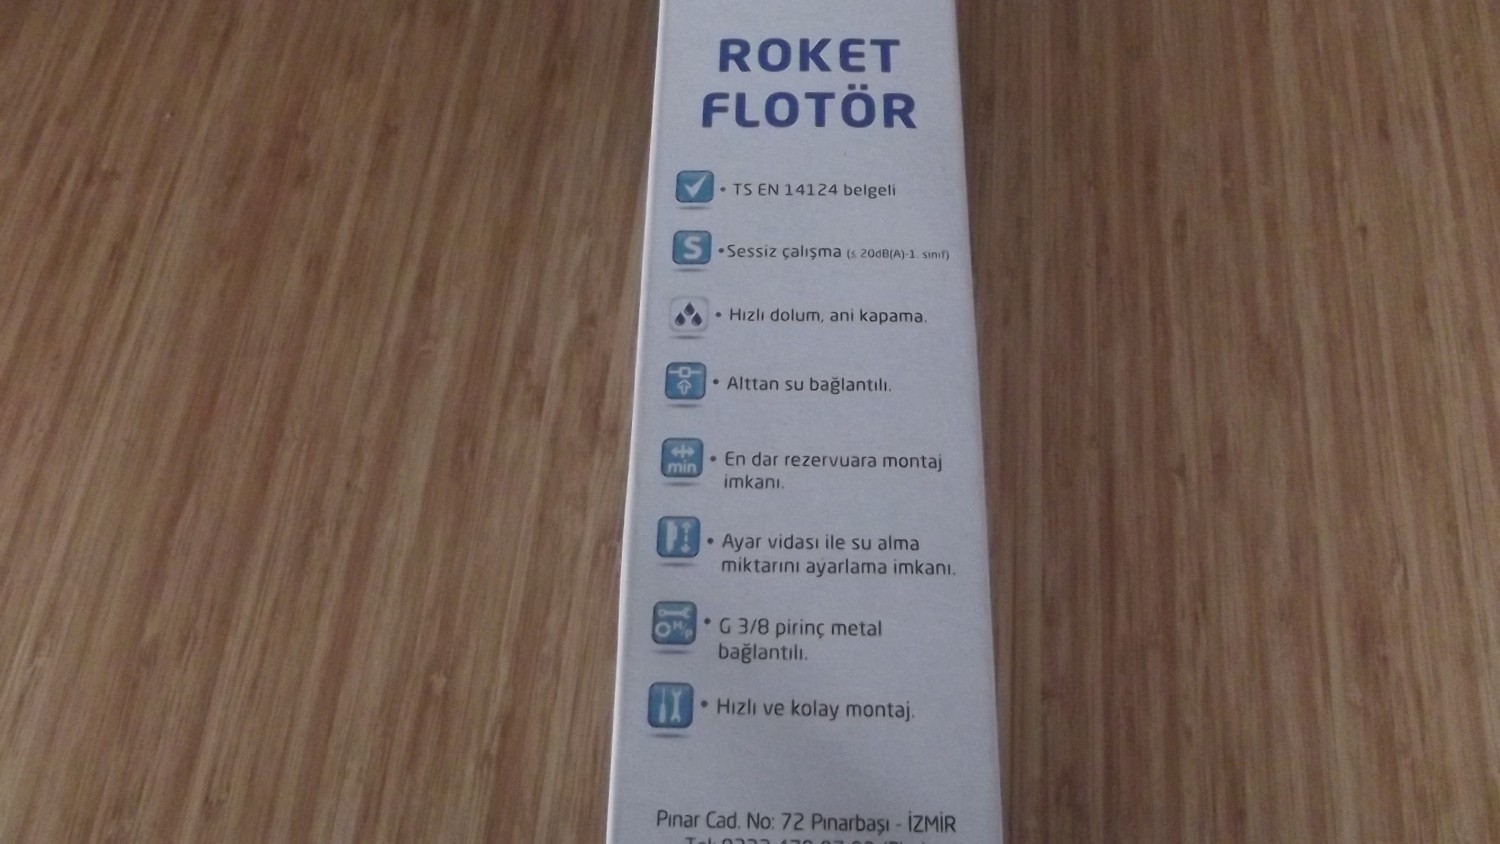 ROKET
FLOTÖR
• TS EN 14124 belgeli
S •Sessiz çalışma (≤ 20dB(A)-1. sınıf)
• Hızlı dolum, ani kapama.
• Alttan su bağlantılı.
min • En dar rezervuara montaj
imkanı.
• Ayar vidası ile su alma
miktarını ayarlama imkanı.
M/P • G 3/8 pirinç metal
bağlantılı.
• Hızlı ve kolay montaj.
Pınar Cad. No: 72 Pınarbaşı - İZMİR